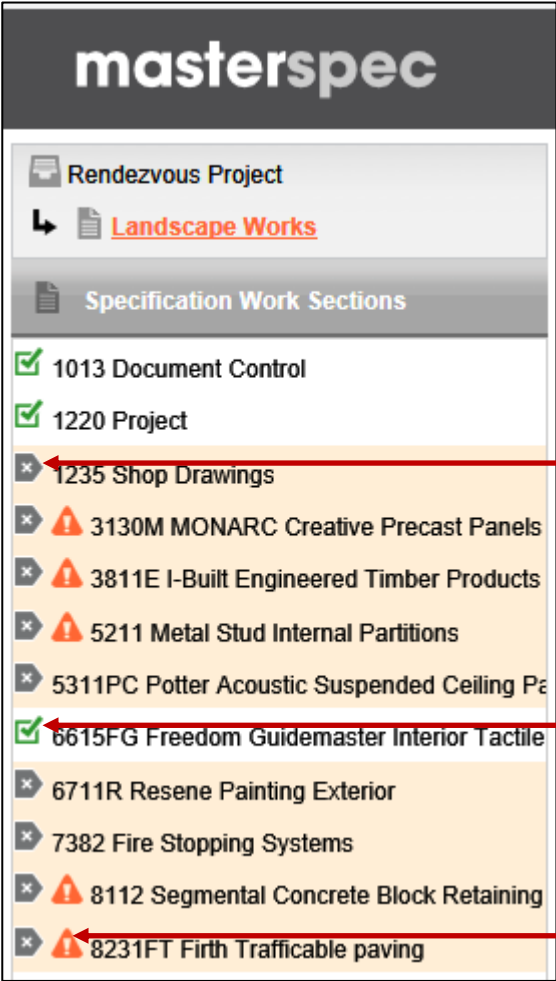 masterspec
Rendezvous Project
Landscape Works
Specification Work Sections
1013 Document Control
1220 Project
1235 Shop Drawings
3130M MONARC Creative Precast Panels
3811E I-Built Engineered Timber Products
5211 Metal Stud Internal Partitions
5311PC Potter Acoustic Suspended Ceiling Pa
6615FG Freedom Guidemaster Interior Tactile
6711R Resene Painting Exterior
7382 Fire Stopping Systems
8112 Segmental Concrete Block Retaining
8231FT Firth Trafficable paving